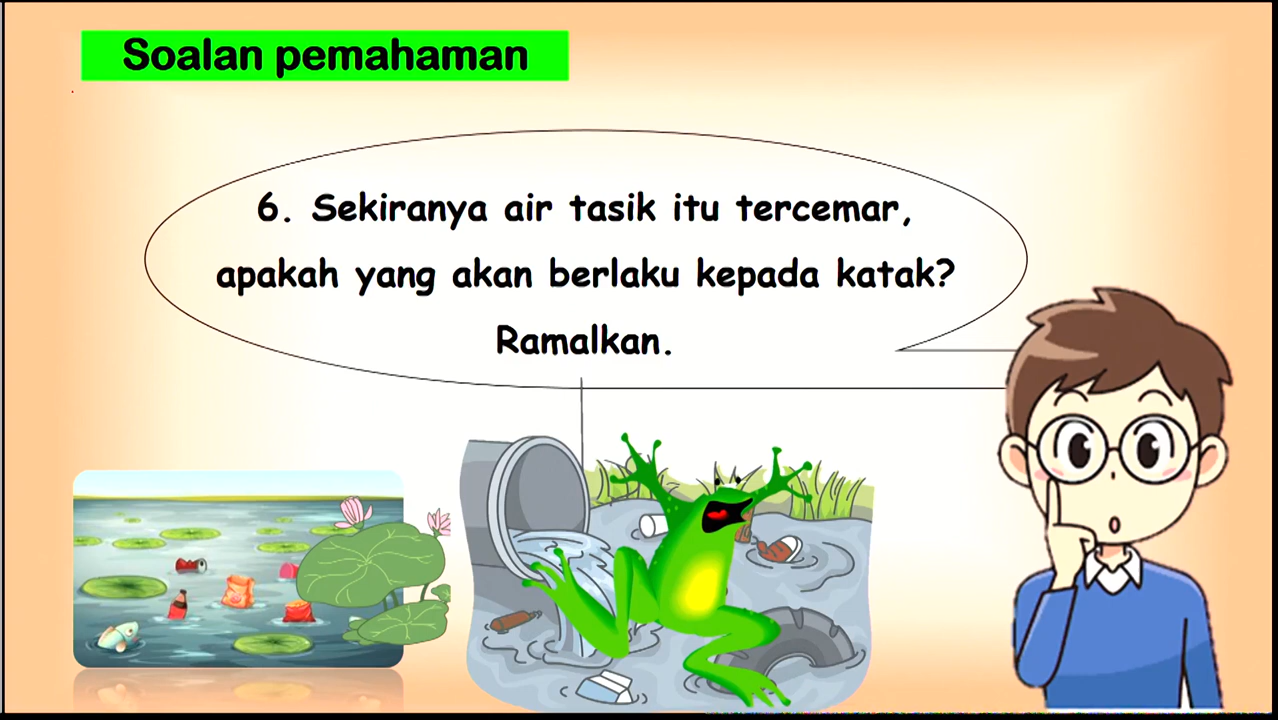 Soalan pemahaman
6. Sekiranya air tasik itu tercemar,
apakah yang akan berlaku kepada katak?
Ramalkan.